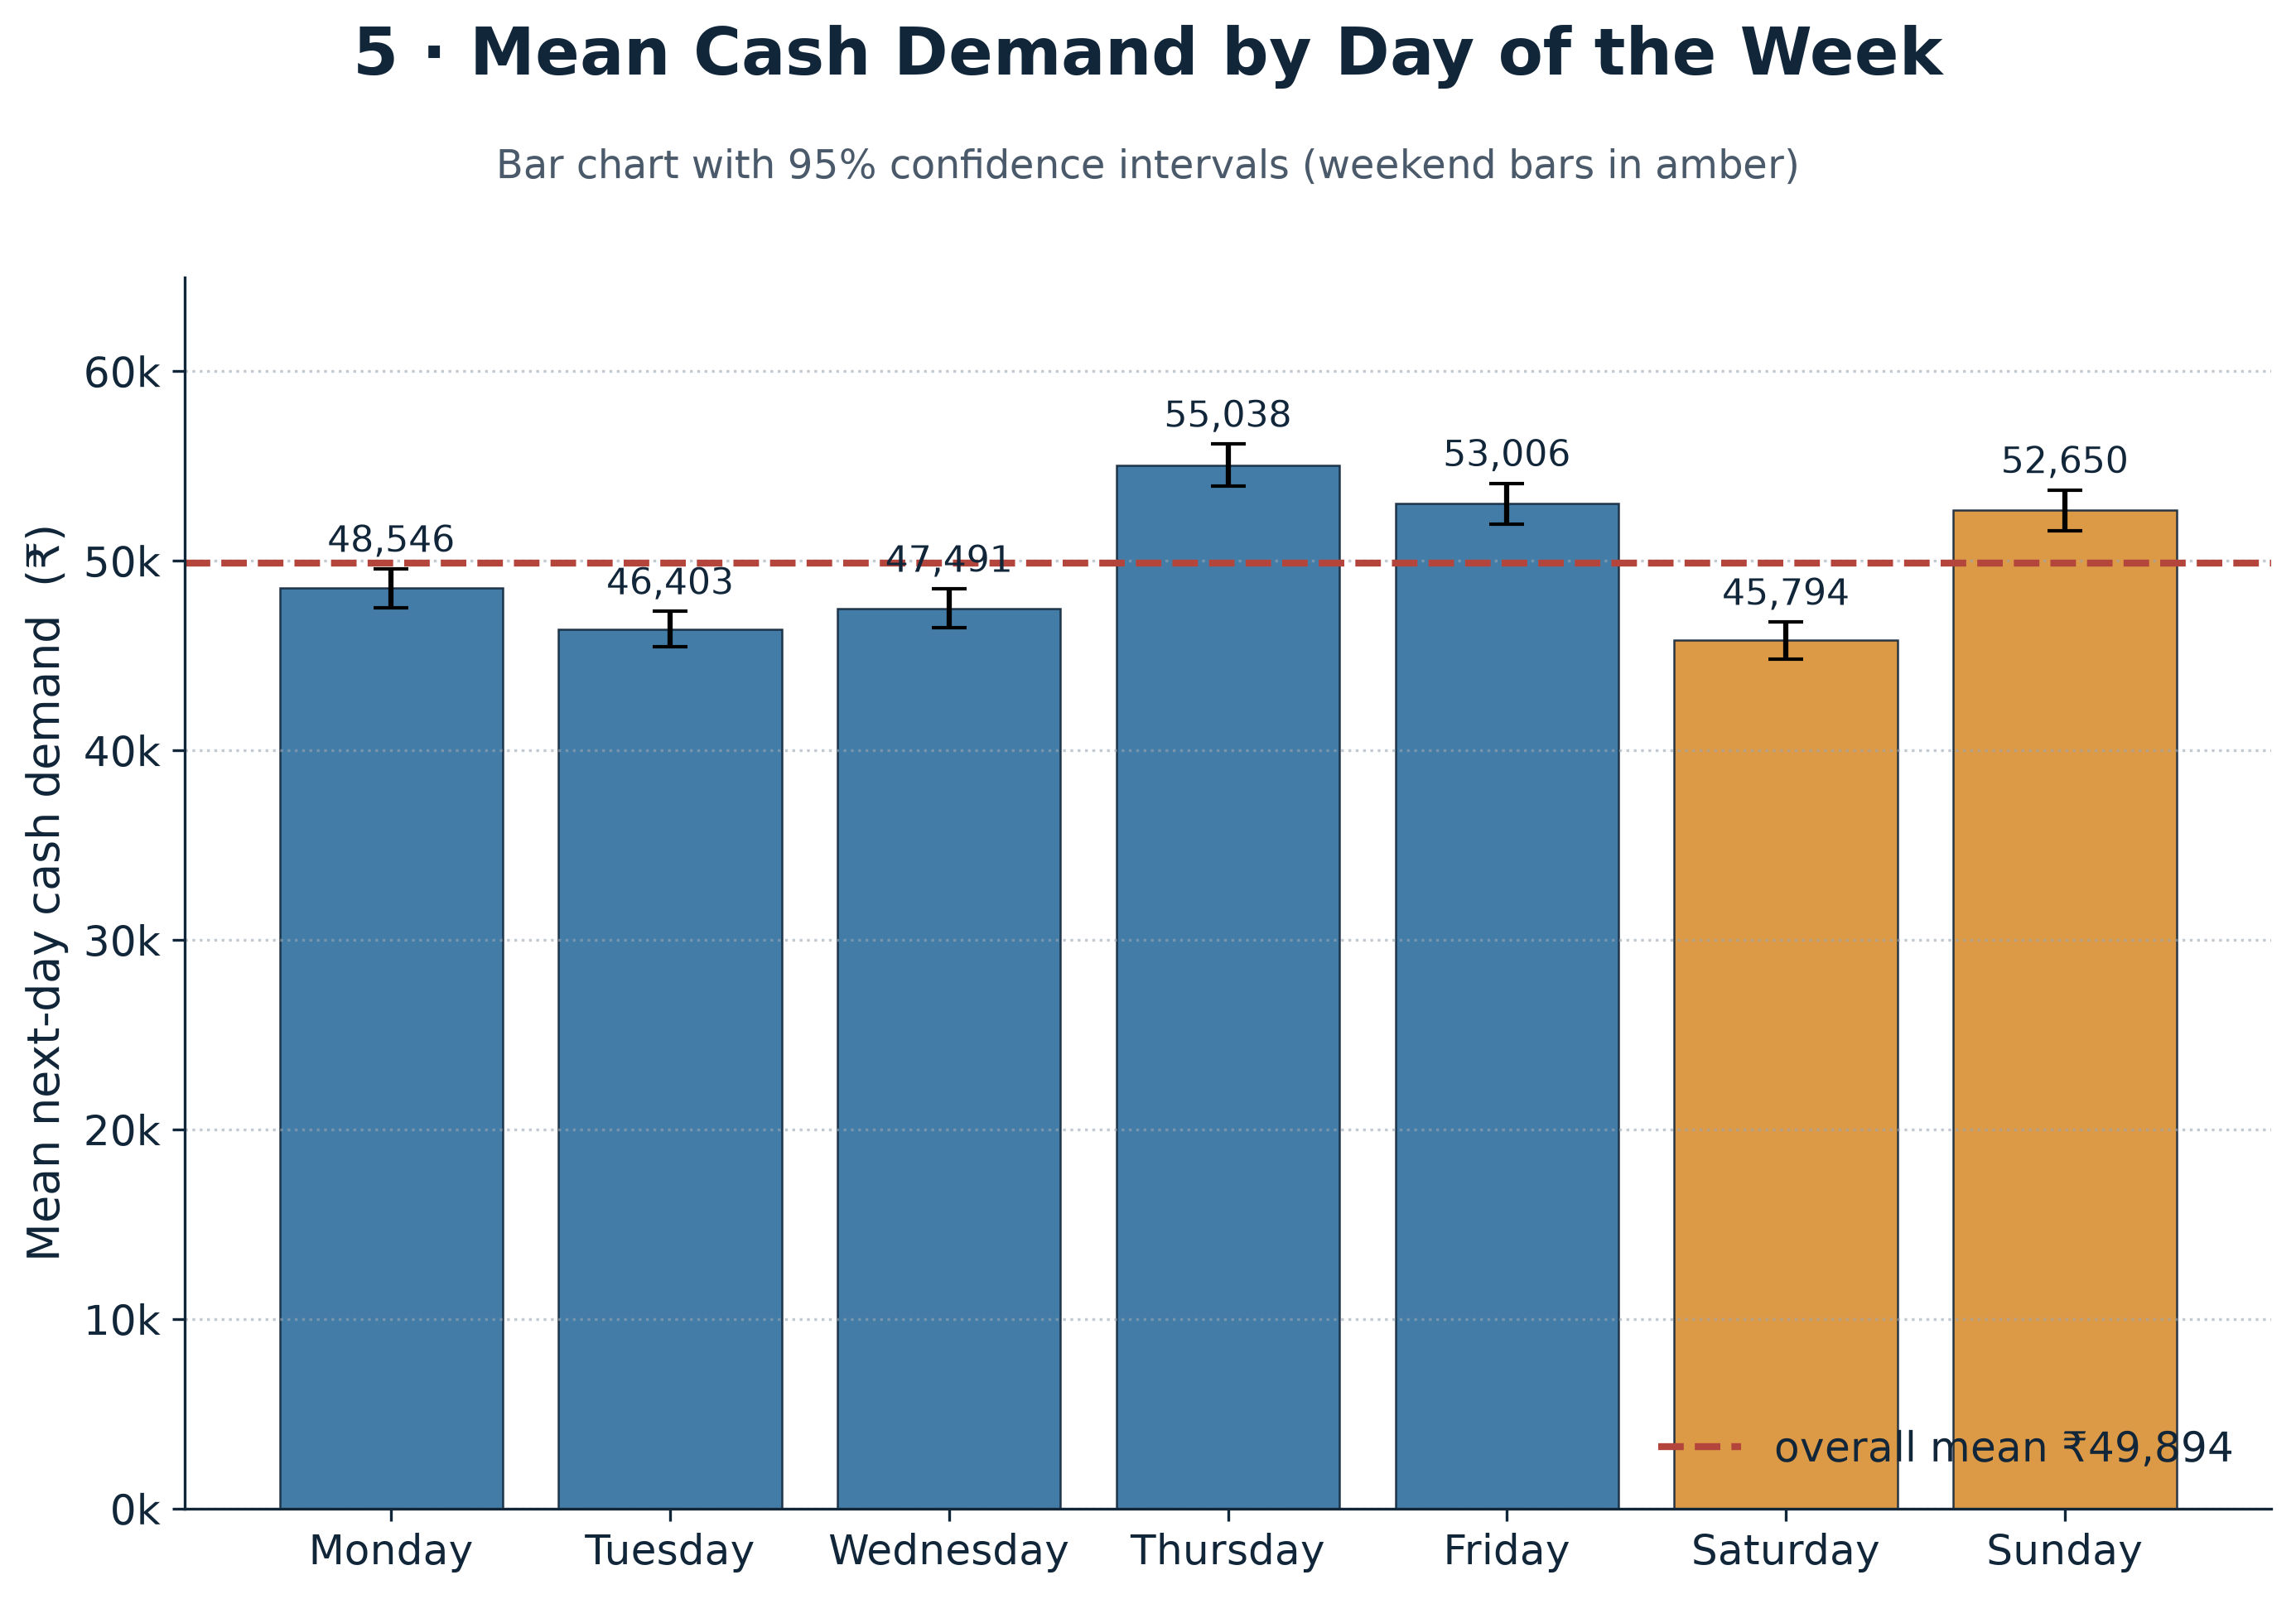 5 · Mean Cash Demand by Day of the Week
Bar chart with 95% confidence intervals (weekend bars in amber)
Mean next-day cash demand (₹)
60k
50k
40k
30k
20k
10k
0k
48,546
46,403
47,491
55,038
53,006
45,794
52,650
overall mean ₹49,894
Monday Tuesday Wednesday Thursday Friday Saturday Sunday